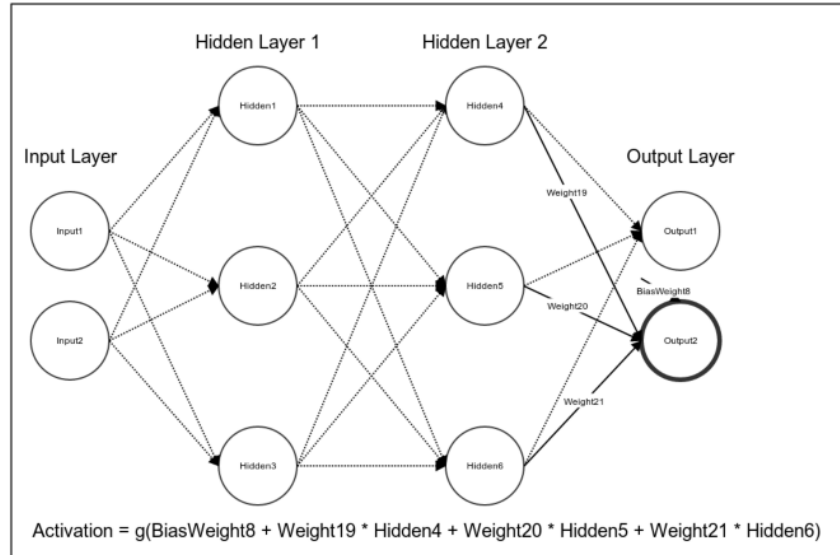 Hidden Layer 1
Hidden Layer 2
Hidden1
Hidden4
Input Layer
Output Layer
Weight19
Input1
Output1
Hidden2
Hidden5
BiasWeight8
Weight20
Input2
Output2
Weight21
Hidden3
Hidden6
Activation = g(BiasWeight8 + Weight19 * Hidden4 + Weight20 * Hidden5 + Weight21 * Hidden6)